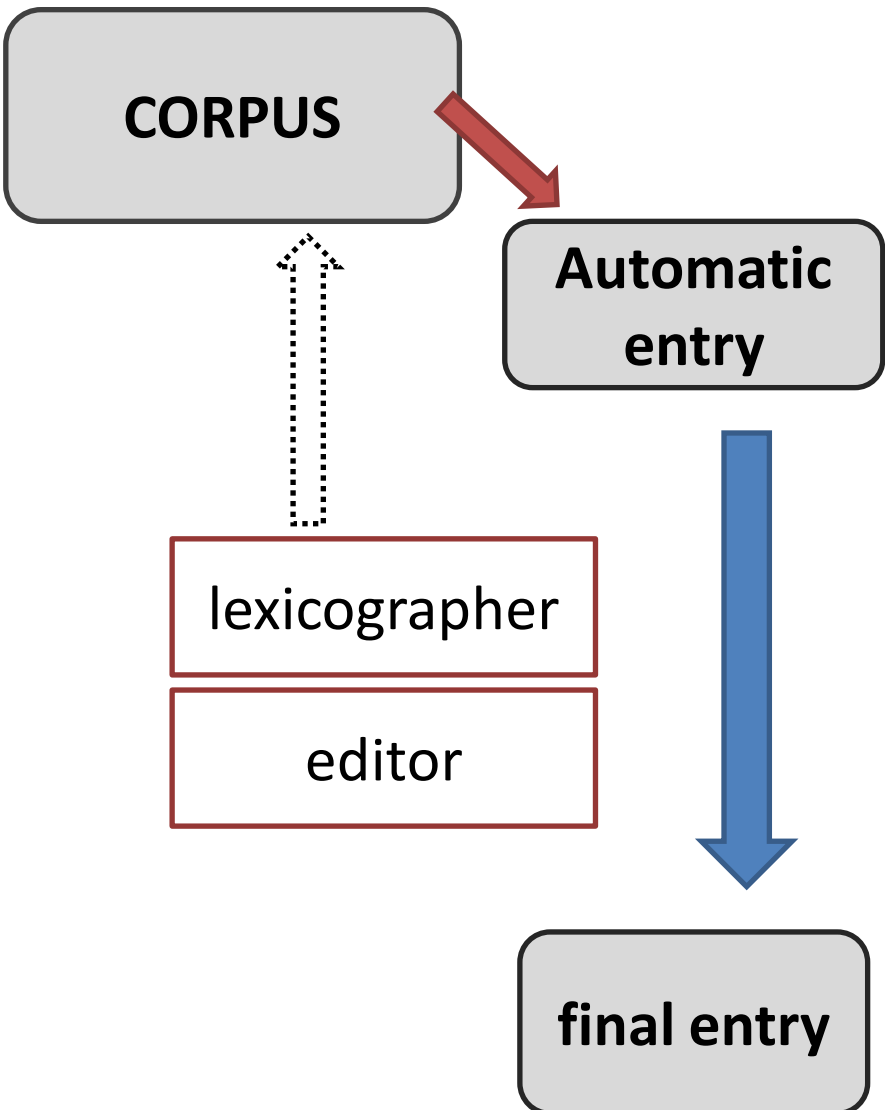 CORPUS
Automatic
entry
lexicographer
editor
final entry